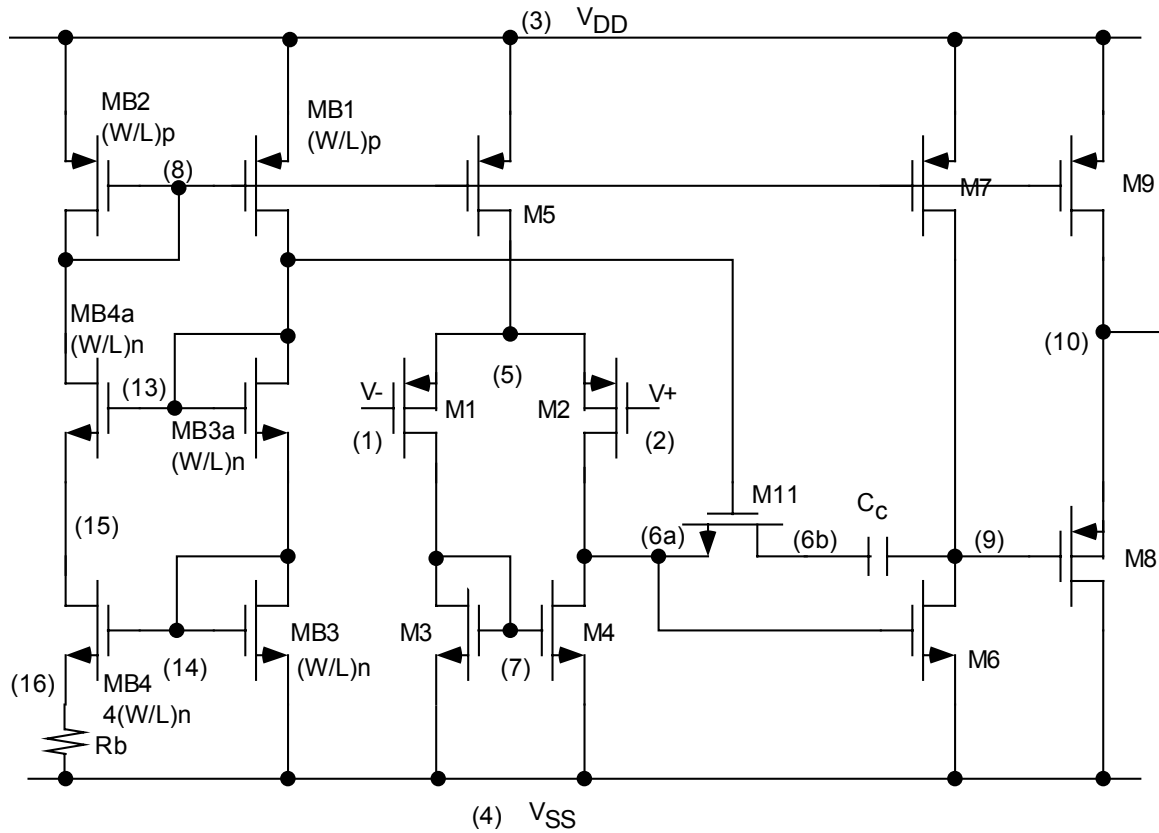 (3) VDD
MB2
(W/L)p
MB1
(W/L)p
(8)
M5
M7
M9
MB4a
(W/L)n
(13)
MB3a
(W/L)n
(5)
V-
M1
M2
V+
(1)
(2)
(10)
M11
Cc
(15)
(6a)
(6b)
(9)
M8
M3
M4
MB3
(W/L)n
M6
(14)
(7)
(16)
MB4
4(W/L)n
Rb
(4) VSS